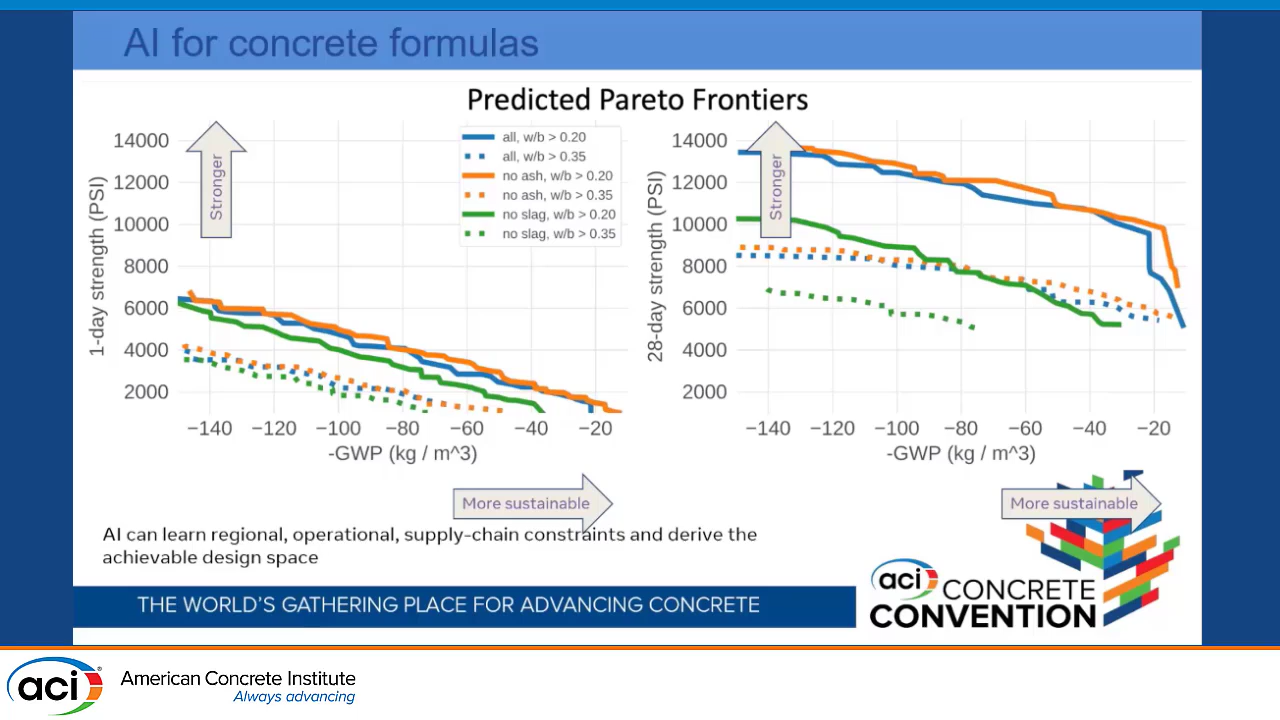 AI for concrete formulas
Predicted Pareto Frontiers
14000
12000
10000
8000
6000
4000
2000
1-day strength (PSI)
Stronger
all, w/b > 0.20
all, w/b > 0.35
no ash, w/b > 0.20
no ash, w/b > 0.35
no slag, w/b > 0.20
no slag, w/b > 0.35
−140 −120 −100 −80 −60 −40 −20
-GWP (kg / m^3)
More sustainable
14000
12000
10000
8000
6000
4000
2000
28-day strength (PSI)
Stronger
−140 −120 −100 −80 −60 −40 −20
-GWP (kg / m^3)
More sustainable
AI can learn regional, operational, supply-chain constraints and derive the
achievable design space
THE WORLD'S GATHERING PLACE FOR ADVANCING CONCRETE
aci CONCRETE
CONVENTION
aci® American Concrete Institute
Always advancing